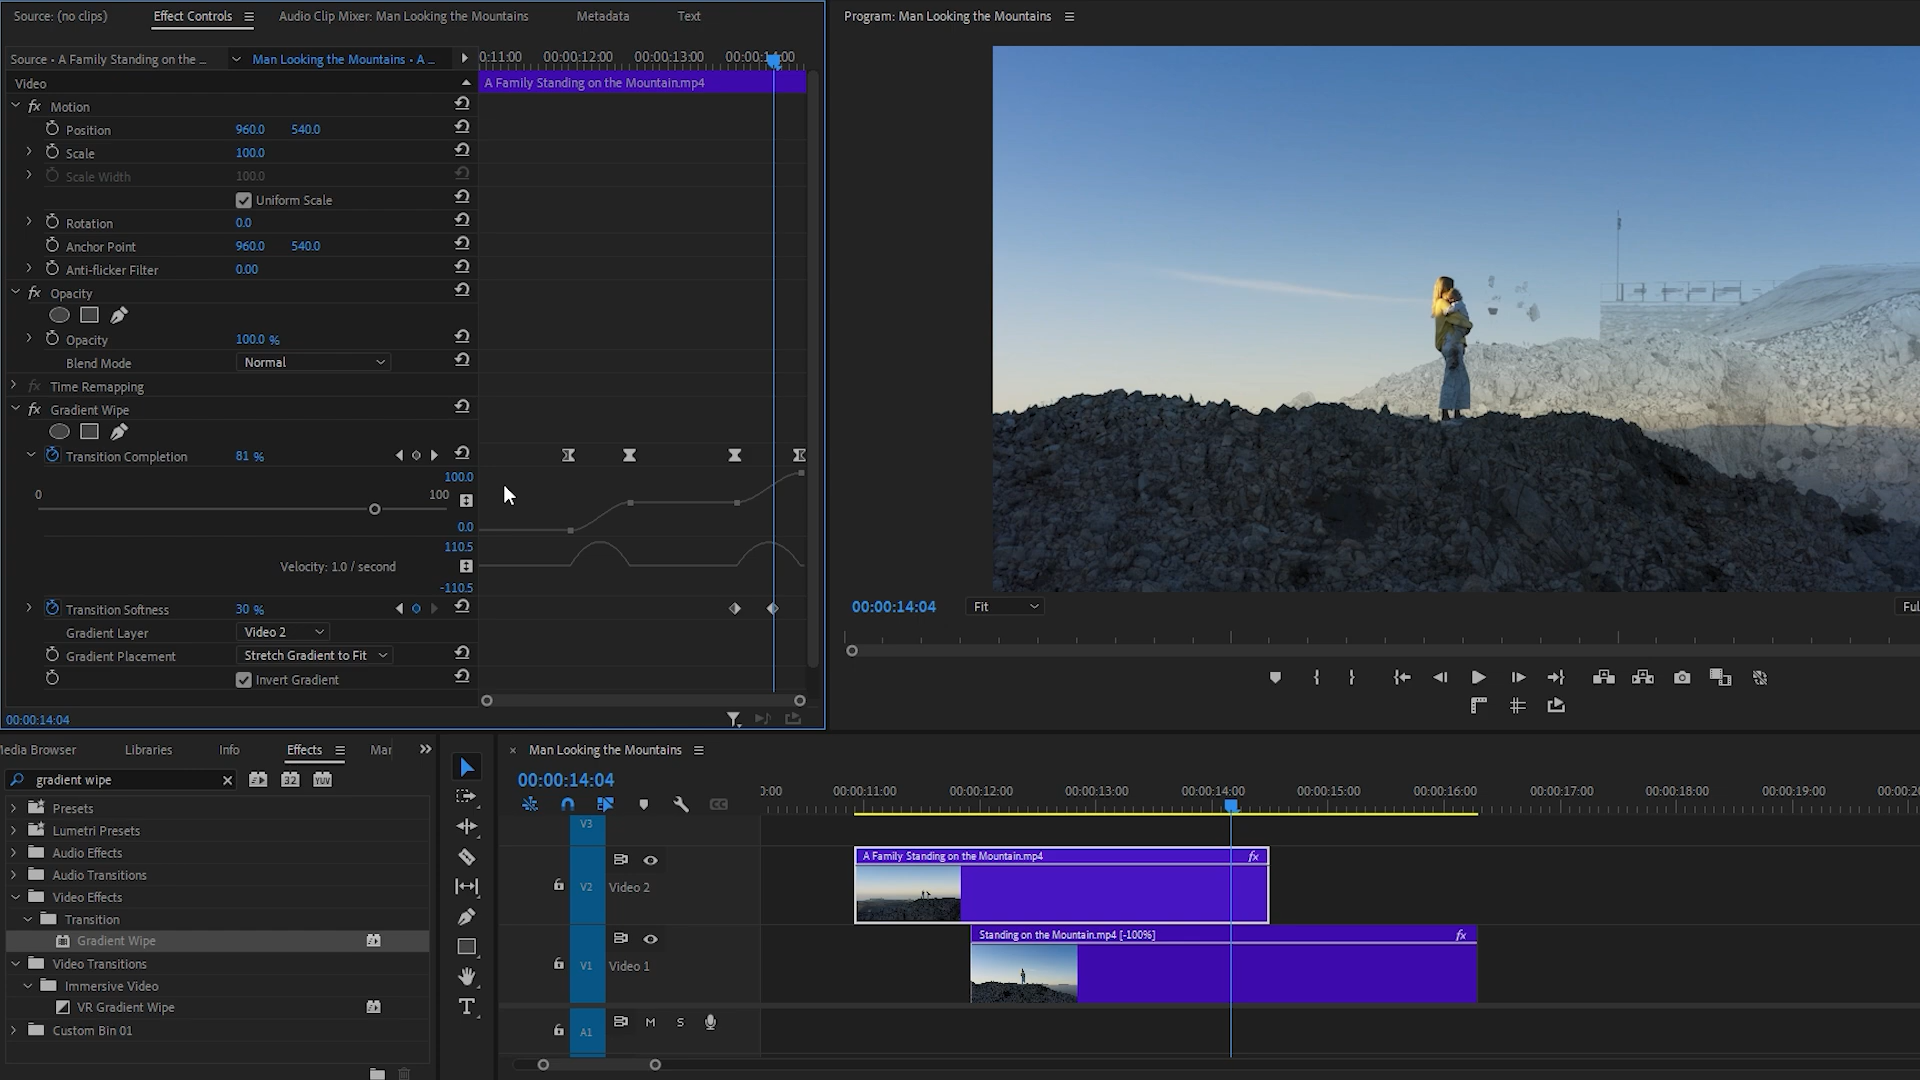 Source: (no clips)
Effect Controls
Audio Clip Mixer: Man Looking the Mountains
Metadata
Text
Program: Man Looking the Mountains
Source • A Family Standing on the ...
Man Looking the Mountains • A ...
0:11:00
00:00:12:00
00:00:13:00
00:00:14:00
Video
A Family Standing on the Mountain.mp4
fx Motion
Position 960.0 540.0
Scale 100.0
Scale Width 100.0
Uniform Scale
Rotation 0.0
Anchor Point 960.0 540.0
Anti-flicker Filter 0.00
fx Opacity
Opacity 100.0 %
Blend Mode Normal
fx Time Remapping
fx Gradient Wipe
Transition Completion 81 %
100.0
0 100
0.0
110.5
Velocity: 1.0 / second
-110.5
Transition Softness 30 %
Gradient Layer Video 2
Gradient Placement Stretch Gradient to Fit
Invert Gradient
00:00:14:04
00:00:14:04
Fit
Ful
Media Browser
Libraries
Info
Effects
Mar
gradient wipe
32
YUV
Presets
Lumetri Presets
Audio Effects
Audio Transitions
Video Effects
Transition
Gradient Wipe
Video Transitions
Immersive Video
VR Gradient Wipe
Custom Bin 01
T
× Man Looking the Mountains
00:00:14:04
CC
:00
00:00:11:00
00:00:12:00
00:00:13:00
00:00:14:00
00:00:15:00
00:00:16:00
00:00:17:00
00:00:18:00
00:00:19:00
00:00:20
V3
A Family Standing on the Mountain.mp4 fx
V2 Video 2
Standing on the Mountain.mp4 [-100%] fx
V1 Video 1
A1 M S